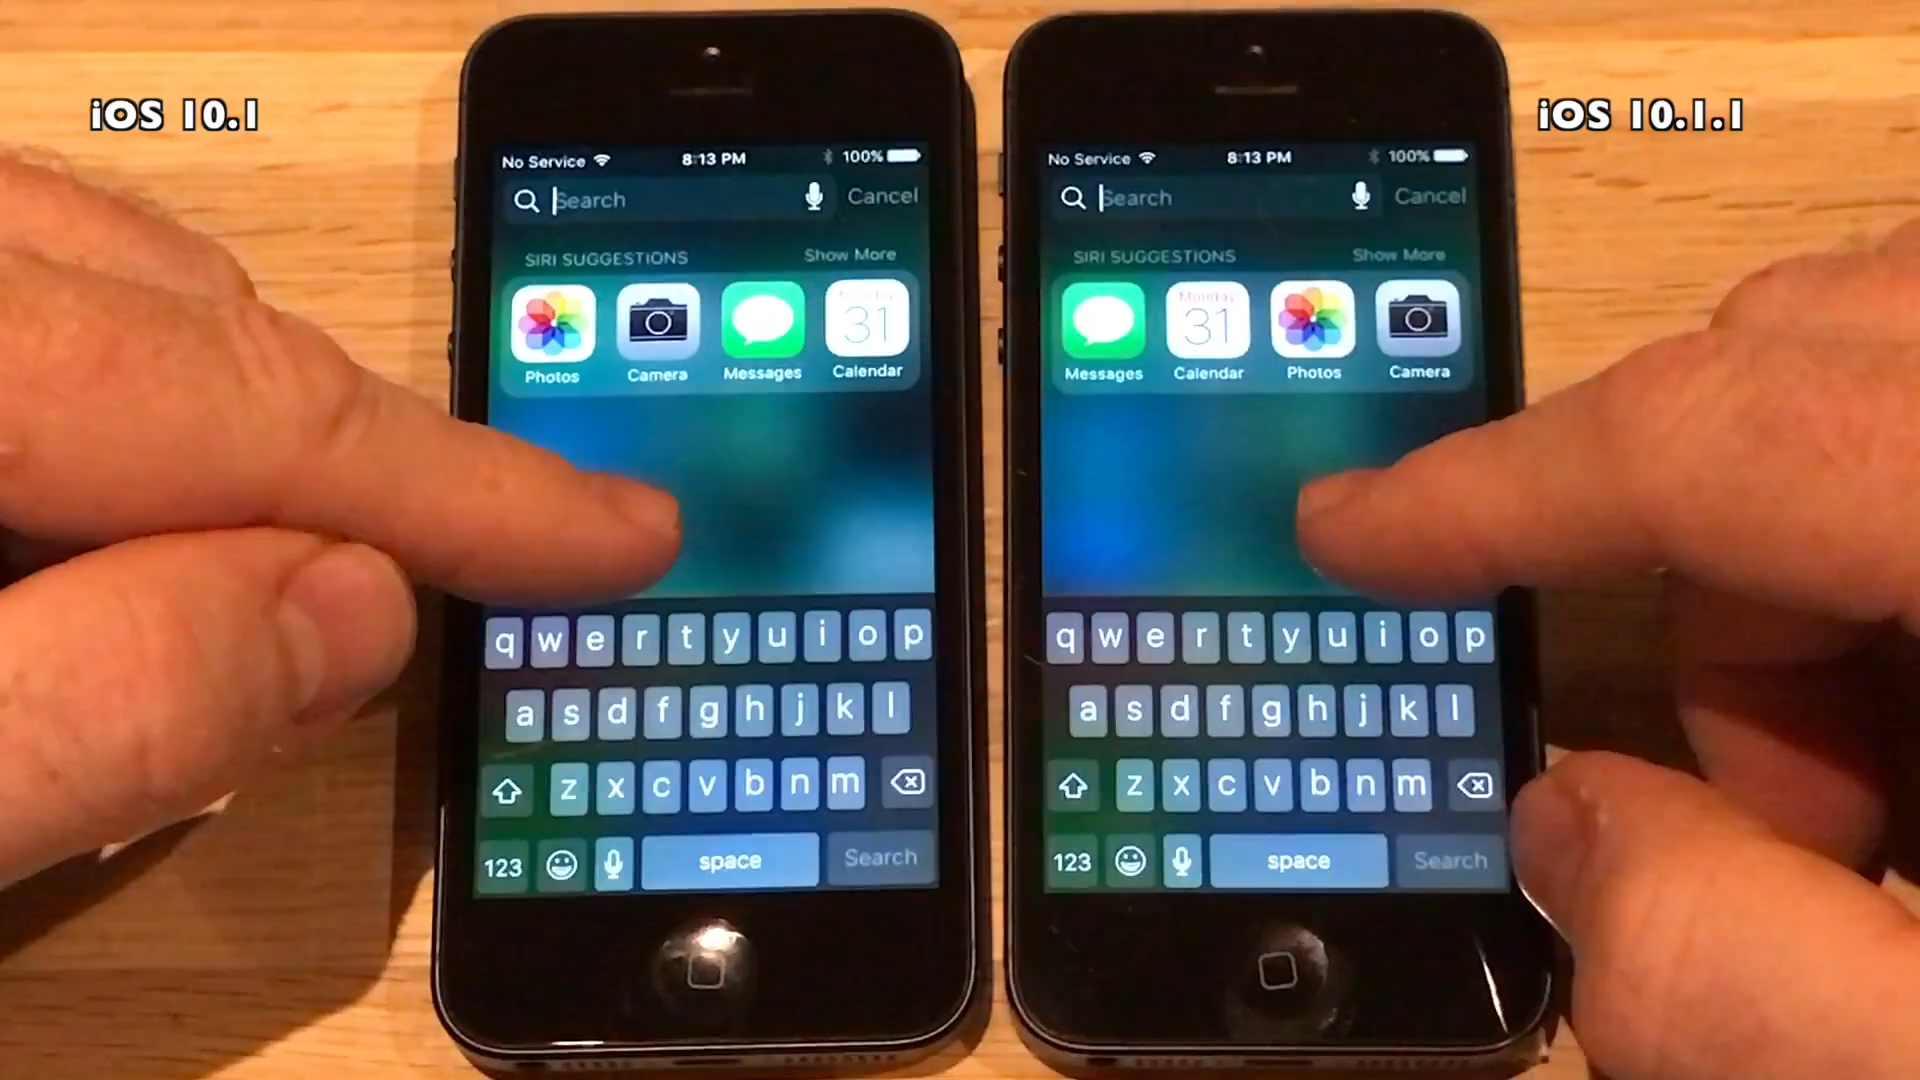 iOS 10.1
iOS 10.1.1
No Service 8:13 PM 100%
Search Cancel
SIRI SUGGESTIONS Show More
31
Photos Camera Messages Calendar
q w e r t y u i o p
a s d f g h j k l
z x c v b n m
123 space Search
No Service 8:13 PM 100%
Search Cancel
SIRI SUGGESTIONS Show More
Monday
31
Messages Calendar Photos Camera
q w e r t y u i o p
a s d f g h j k l
z x c v b n m
123 space Search